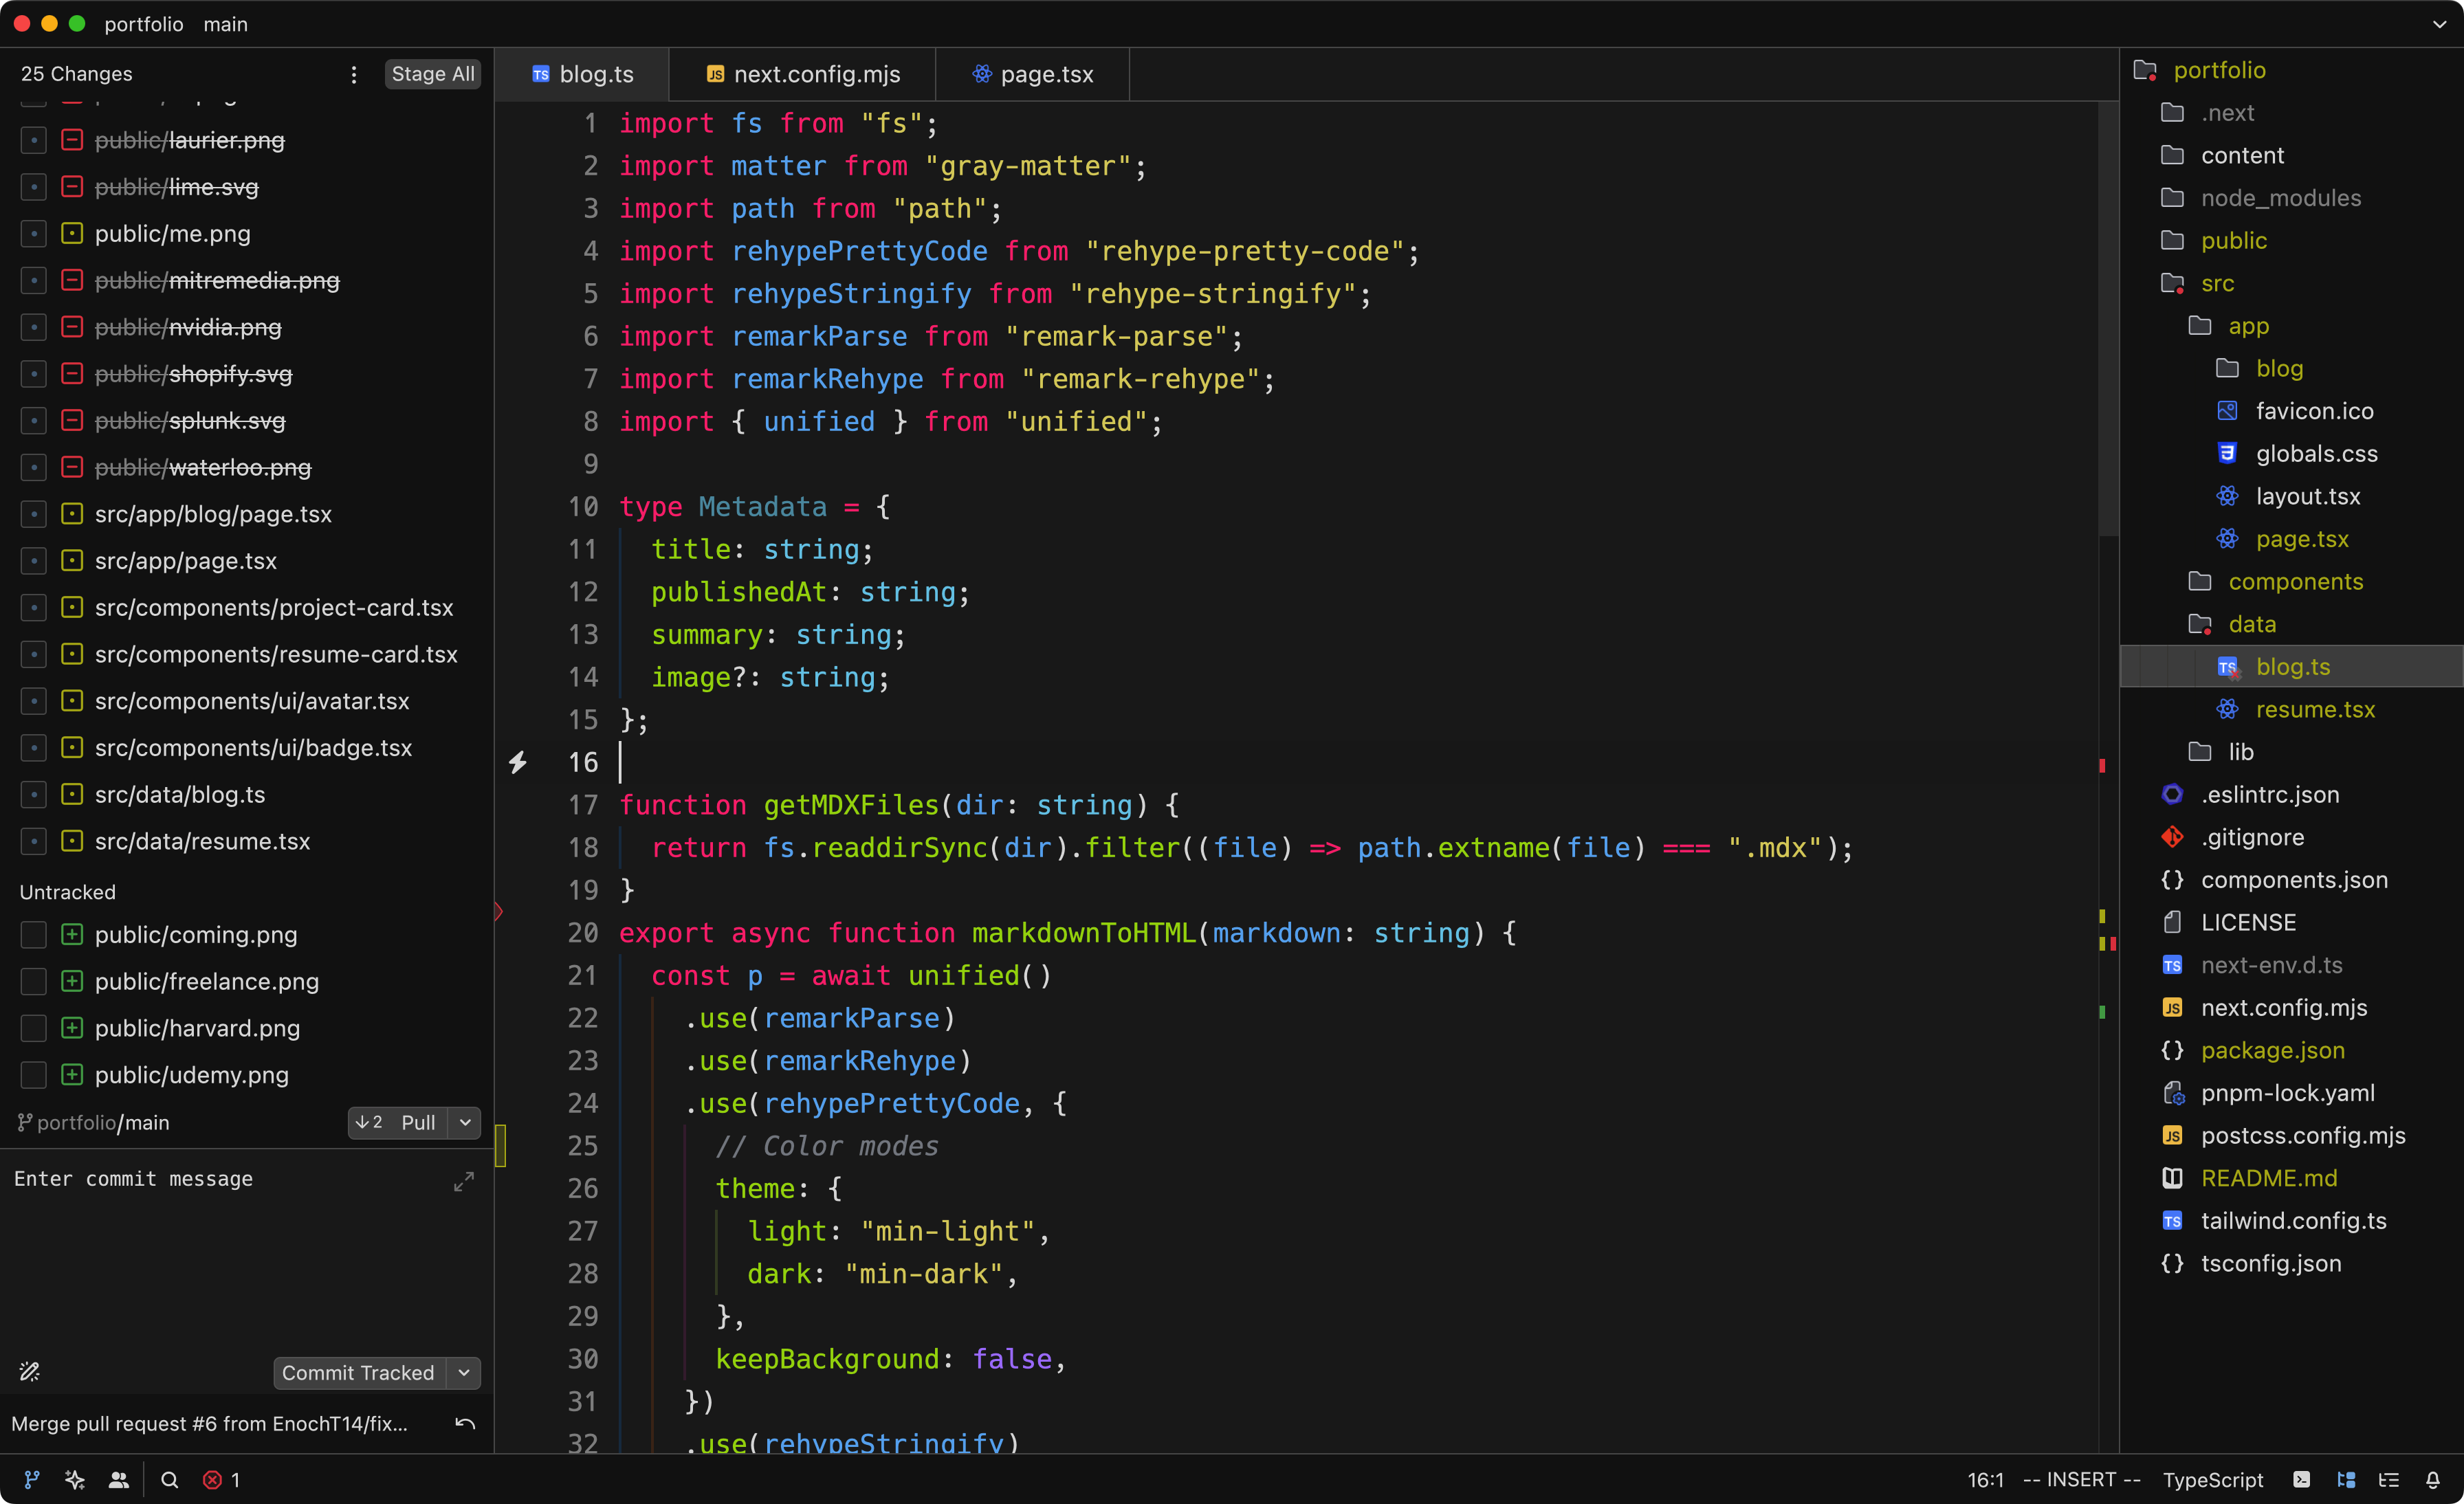 portfolio main
25 Changes
Stage All
public/laurier.png
public/lime.svg
public/me.png
public/mitremedia.png
public/nvidia.png
public/shopify.svg
public/splunk.svg
public/waterloo.png
src/app/blog/page.tsx
src/app/page.tsx
src/components/project-card.tsx
src/components/resume-card.tsx
src/components/ui/avatar.tsx
src/components/ui/badge.tsx
src/data/blog.ts
src/data/resume.tsx
Untracked
public/coming.png
public/freelance.png
public/harvard.png
public/udemy.png
portfolio/main
2 Pull
Enter commit message
Commit Tracked
Merge pull request #6 from EnochT14/fix...
1
TS blog.ts
JS next.config.mjs
page.tsx
1 import fs from "fs";
2 import matter from "gray-matter";
3 import path from "path";
4 import rehypePrettyCode from "rehype-pretty-code";
5 import rehypeStringify from "rehype-stringify";
6 import remarkParse from "remark-parse";
7 import remarkRehype from "remark-rehype";
8 import { unified } from "unified";
9
10 type Metadata = {
11   title: string;
12   publishedAt: string;
13   summary: string;
14   image?: string;
15 };
16
17 function getMDXFiles(dir: string) {
18   return fs.readdirSync(dir).filter((file) => path.extname(file) === ".mdx");
19 }
20 export async function markdownToHTML(markdown: string) {
21   const p = await unified()
22     .use(remarkParse)
23     .use(remarkRehype)
24     .use(rehypePrettyCode, {
25       // Color modes
26       theme: {
27         light: "min-light",
28         dark: "min-dark",
29       },
30       keepBackground: false,
31     })
32     .use(rehypeStringify)
portfolio
.next
content
node_modules
public
src
app
blog
favicon.ico
globals.css
layout.tsx
page.tsx
components
data
TS blog.ts
resume.tsx
lib
.eslintrc.json
.gitignore
{} components.json
LICENSE
TS next-env.d.ts
JS next.config.mjs
{} package.json
pnpm-lock.yaml
JS postcss.config.mjs
README.md
TS tailwind.config.ts
{} tsconfig.json
16:1 -- INSERT -- TypeScript